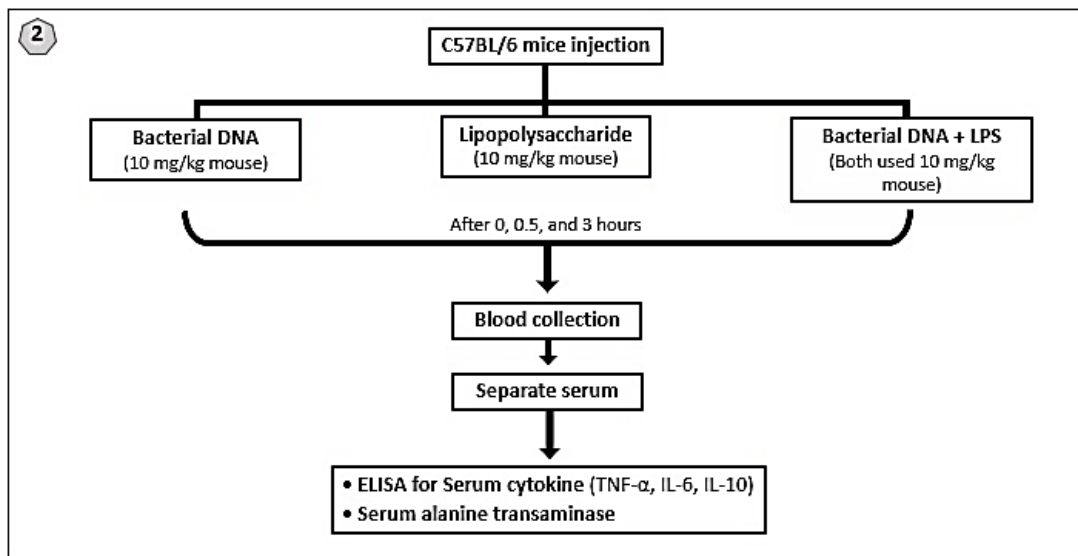 2
C57BL/6 mice injection
Bacterial DNA
(10 mg/kg mouse)
Lipopolysaccharide
(10 mg/kg mouse)
Bacterial DNA + LPS
(Both used 10 mg/kg
mouse)
After 0, 0.5, and 3 hours
Blood collection
Separate serum
• ELISA for Serum cytokine (TNF-α, IL-6, IL-10)
• Serum alanine transaminase